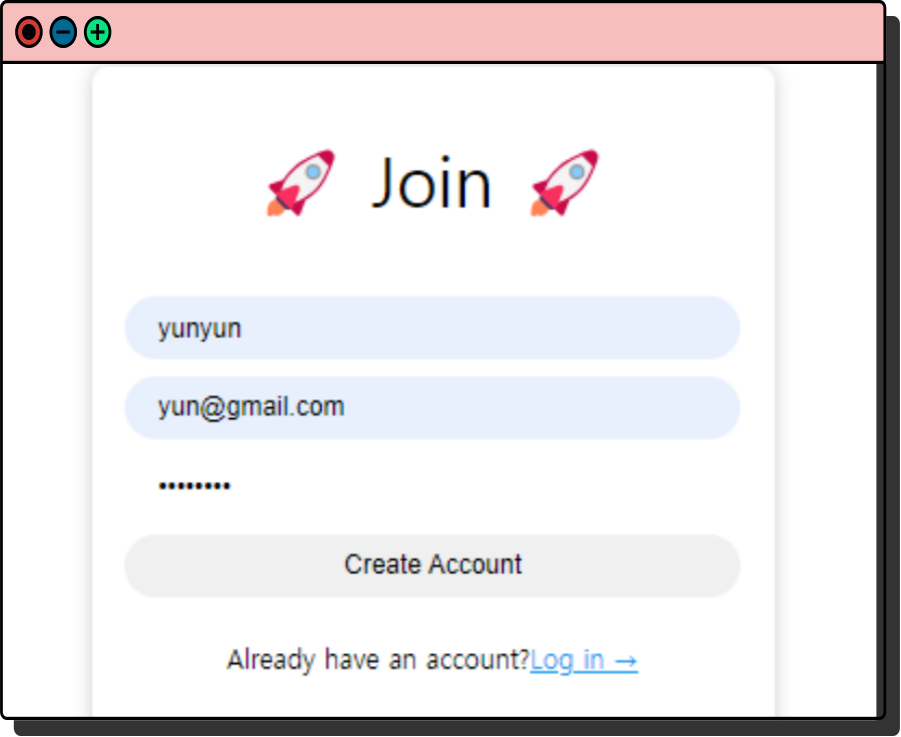 🚀 Join 🚀
yunyun
yun@gmail.com
••••••••
Create Account
Already have an account?Log in →